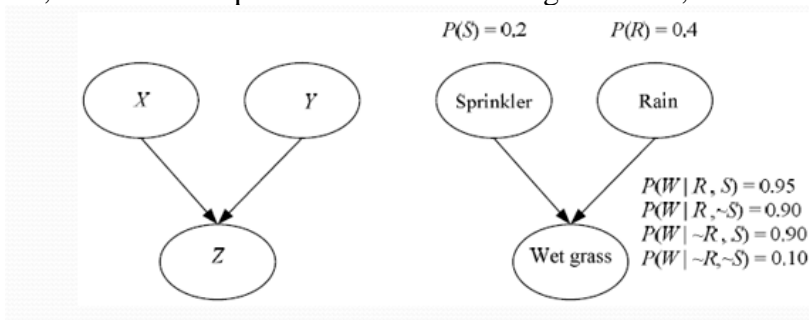 P(S) = 0.2 P(R) = 0.4
X Y Sprinkler Rain
P(W | R, S) = 0.95
P(W | R,~S) = 0.90
P(W | ~R, S) = 0.90
Z Wet grass P(W | ~R,~S) = 0.10